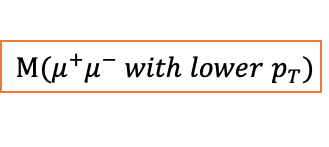 M(μ⁺μ⁻ with lower p_T)